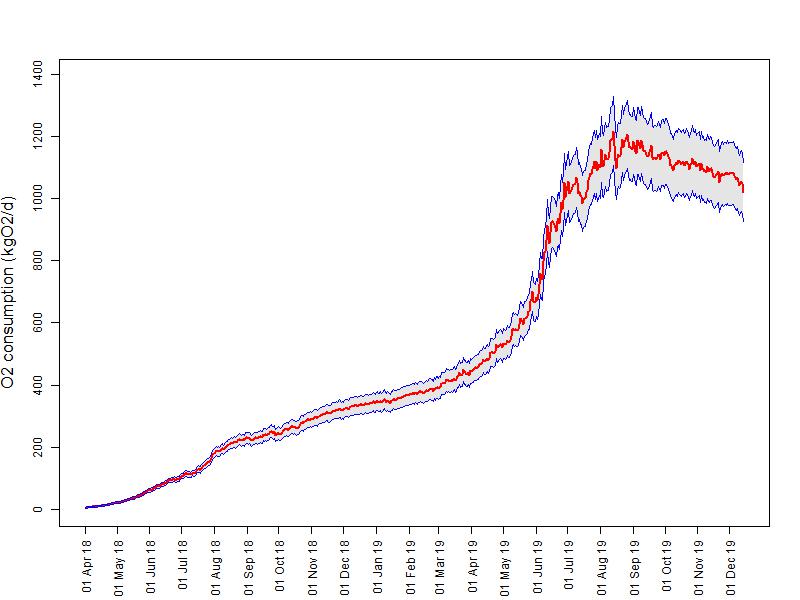 O2 consumption (kgO2/d)
1400
1200
1000
800
600
400
200
0
01 Apr 18
01 May 18
01 Jun 18
01 Jul 18
01 Aug 18
01 Sep 18
01 Oct 18
01 Nov 18
01 Dec 18
01 Jan 19
01 Feb 19
01 Mar 19
01 Apr 19
01 May 19
01 Jun 19
01 Jul 19
01 Aug 19
01 Sep 19
01 Oct 19
01 Nov 19
01 Dec 19